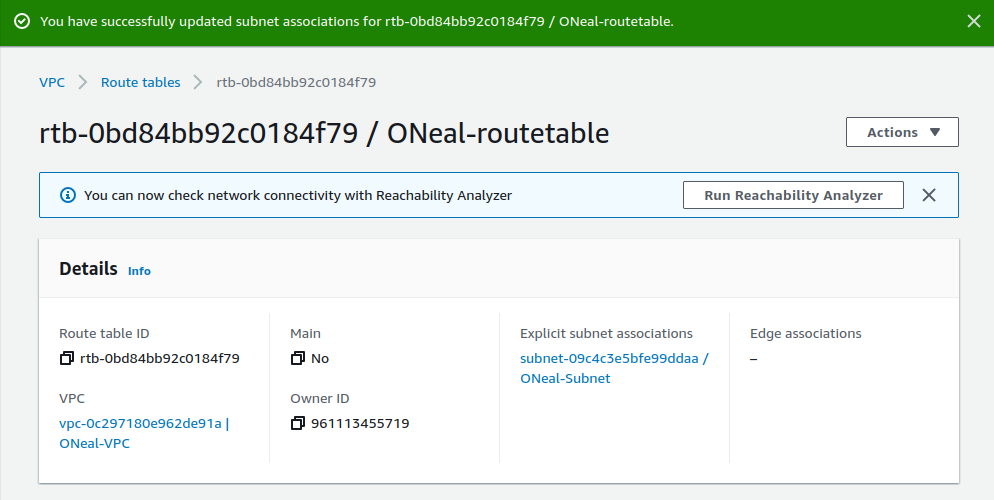 You have successfully updated subnet associations for rtb-0bd84bb92c0184f79 / ONeal-routetable.
VPC
Route tables
rtb-0bd84bb92c0184f79
rtb-0bd84bb92c0184f79 / ONeal-routetable
Actions
You can now check network connectivity with Reachability Analyzer
Run Reachability Analyzer
Details
Info
Route table ID
rtb-0bd84bb92c0184f79
Main
No
Explicit subnet associations
subnet-09c4c3e5bfe99ddaa /
ONeal-Subnet
Edge associations
–
VPC
vpc-0c297180e962de91a |
ONeal-VPC
Owner ID
961113455719